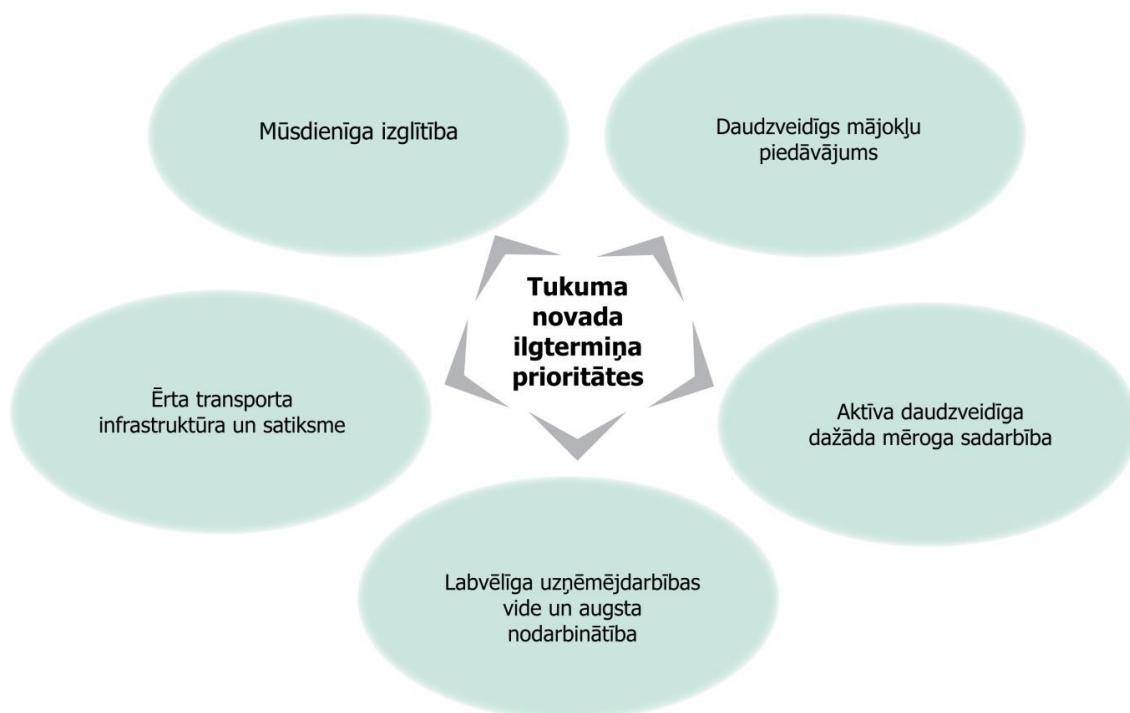 Mūsdienīga izglītība
Daudzveidīgs mājokļu
piedāvājums
Tukuma
novada
ilgtermiņa
prioritātes
Ērta transporta
infrastruktūra un satiksme
Aktīva daudzveidīga
dažāda mēroga sadarbība
Labvēlīga uzņēmējdarbības
vide un augsta
nodarbinātība